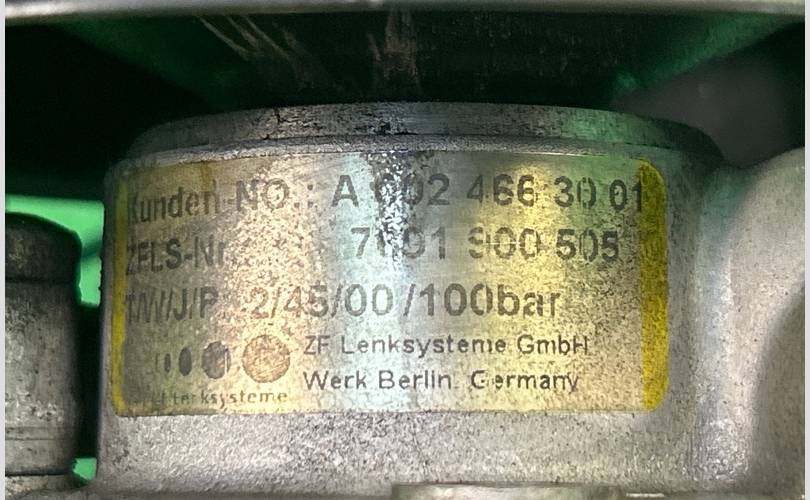 Kunden-NO.: A 002 466 30 01
ZFLS-Nr.: 7691 900 505
T/W/J/P: 2/45/00/100bar
ZF Lenksysteme GmbH
Werk Berlin Germany
Lenksysteme